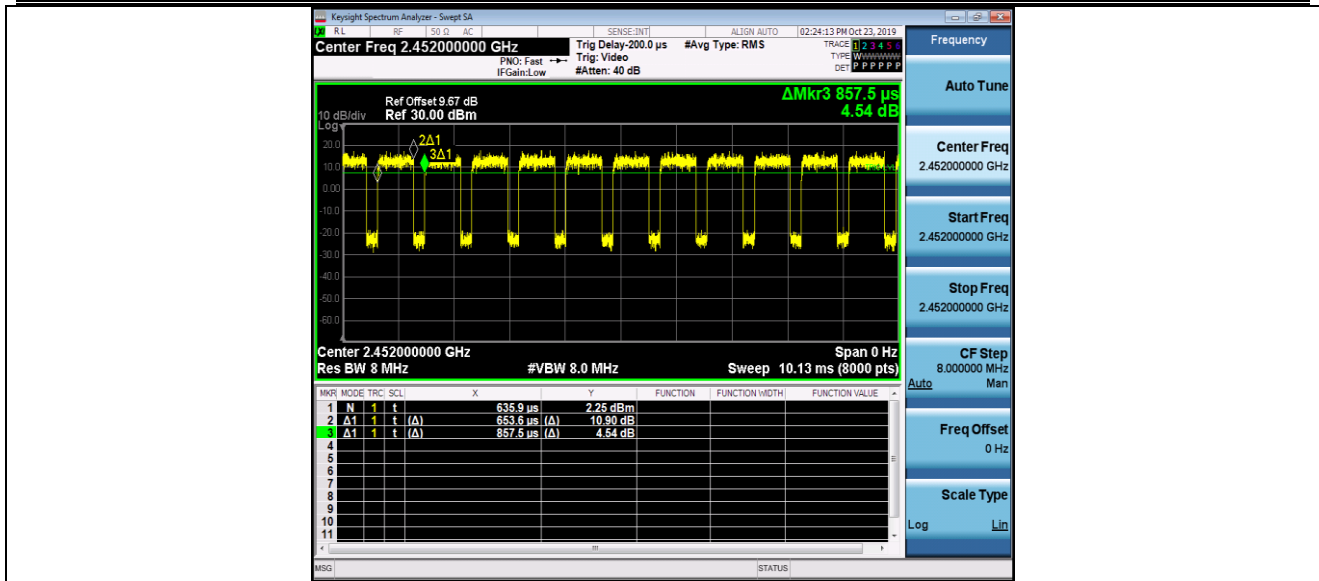 Keysight Spectrum Analyzer - Swept SA
RL RF 50 Ω AC SENSE:INT ALIGN AUTO 02:24:13 PM Oct 23, 2019
Center Freq 2.452000000 GHz
PNO: Fast
IFGain:Low
Trig Delay-200.0 µs
Trig: Video
#Atten: 40 dB
#Avg Type: RMS
TRACE 1 2 3 4 5 6
TYPE WWWWWW
DET P P P P P P
ΔMkr3 857.5 µs
4.54 dB
Ref Offset 9.67 dB
10 dB/div Ref 30.00 dBm
Log
20.0
10.0
0.00
-10.0
-20.0
-30.0
-40.0
-50.0
-60.0
2Δ1
3Δ1
Center 2.452000000 GHz Span 0 Hz
Res BW 8 MHz #VBW 8.0 MHz Sweep 10.13 ms (8000 pts)
MKR MODE TRC SCL X Y FUNCTION FUNCTION WIDTH FUNCTION VALUE
1 N 1 t 635.9 µs 2.25 dBm
2 Δ1 1 t (Δ) 653.6 µs (Δ) 10.90 dB
3 Δ1 1 t (Δ) 857.5 µs (Δ) 4.54 dB
4
5
6
7
8
9
10
11
MSG STATUS
Frequency
Auto Tune
Center Freq
2.452000000 GHz
Start Freq
2.452000000 GHz
Stop Freq
2.452000000 GHz
CF Step
8.000000 MHz
Auto Man
Freq Offset
0 Hz
Scale Type
Log Lin